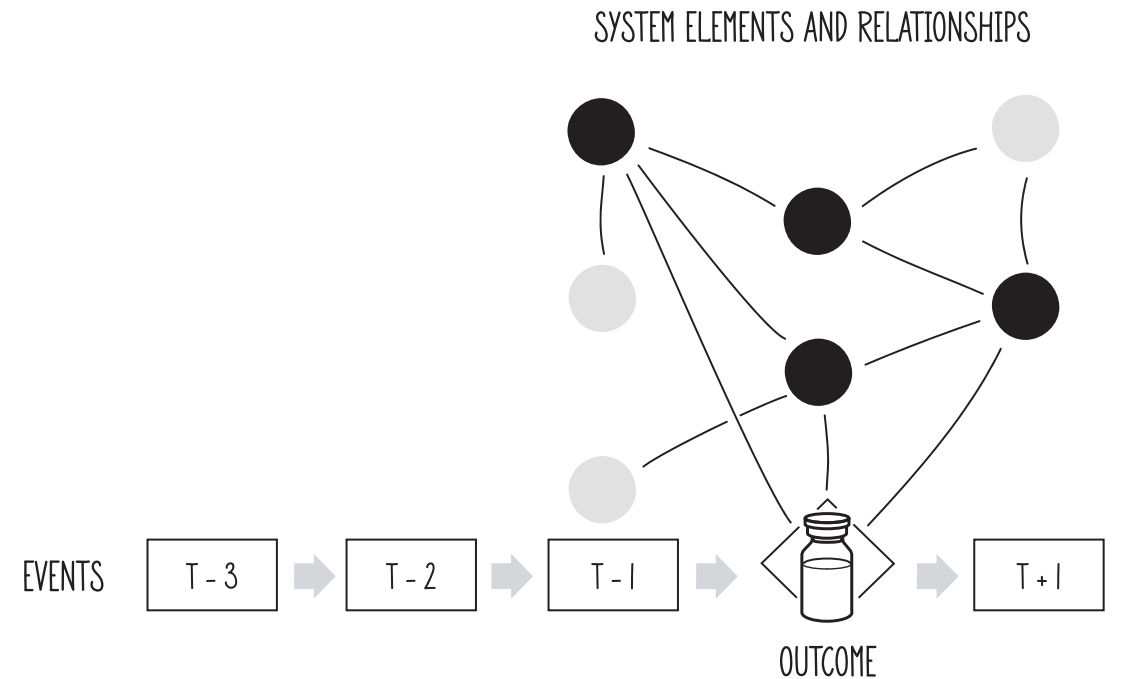 SYSTEM ELEMENTS AND RELATIONSHIPS
EVENTS
T - 3
T - 2
T - 1
T + 1
OUTCOME